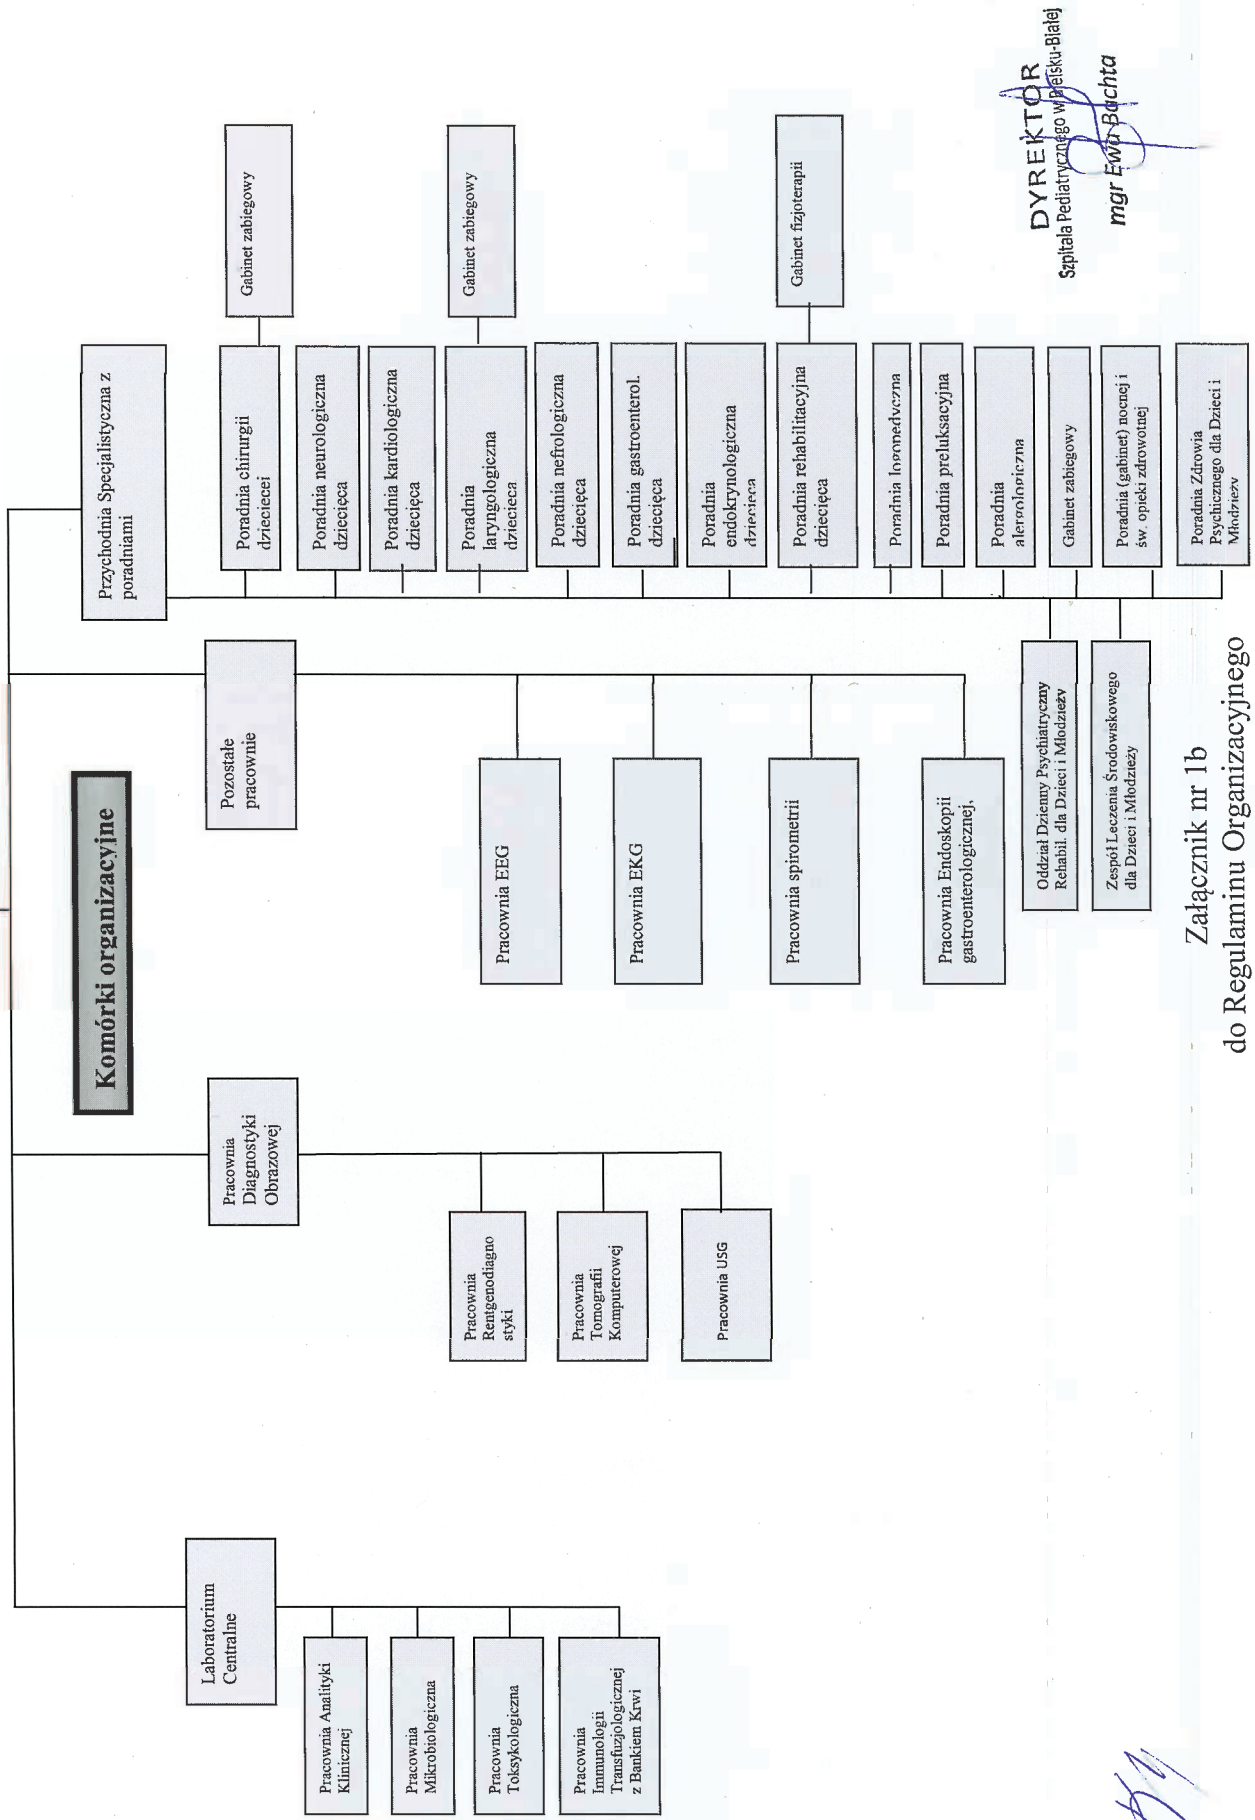 Komórki organizacyjne
Laboratorium
Centralne
Pracownia Analityki
Klinicznej
Pracownia
Mikrobiologiczna
Pracownia
Toksykologiczna
Pracownia
Immunologii
Transfuzjologicznej
z Bankiem Krwi
Pracownia
Diagnostyki
Obrazowej
Pracownia
Rentgenodiagno
styki
Pracownia
Tomografii
Komputerowej
Pracownia USG
Pozostałe
pracownie
Pracownia EEG
Pracownia EKG
Pracownia spirometrii
Pracownia Endoskopii
gastroenterologicznej,
Przychodnia Specjalistyczna z
poradniami
Poradnia chirurgii
dziecięcej
Gabinet zabiegowy
Poradnia neurologiczna
dziecięca
Poradnia kardiologiczna
dziecięca
Poradnia
laryngologiczna
dziecięca
Gabinet zabiegowy
Poradnia nefrologiczna
dziecięca
Poradnia gastroenterol.
dziecięca
Poradnia
endokrynologiczna
dziecięca
Poradnia rehabilitacyjna
dziecięca
Gabinet fizjoterapii
Poradnia logopedyczna
Poradnia preluksacyjna
Poradnia
alergologiczna
Gabinet zabiegowy
Poradnia (gabinet) nocnej i
św. opieki zdrowotnej
Poradnia Zdrowia
Psychicznego dla Dzieci i
Młodzieży
Oddział Dzienny Psychiatryczny
Rehabil. dla Dzieci i Młodzieży
Zespół Leczenia Środowiskowego
dla Dzieci i Młodzieży
Załącznik nr 1b
do Regulaminu Organizacyjnego
DYREKTOR
Szpitala Pediatrycznego w Bielsku-Białej
mgr Ewa Bachta